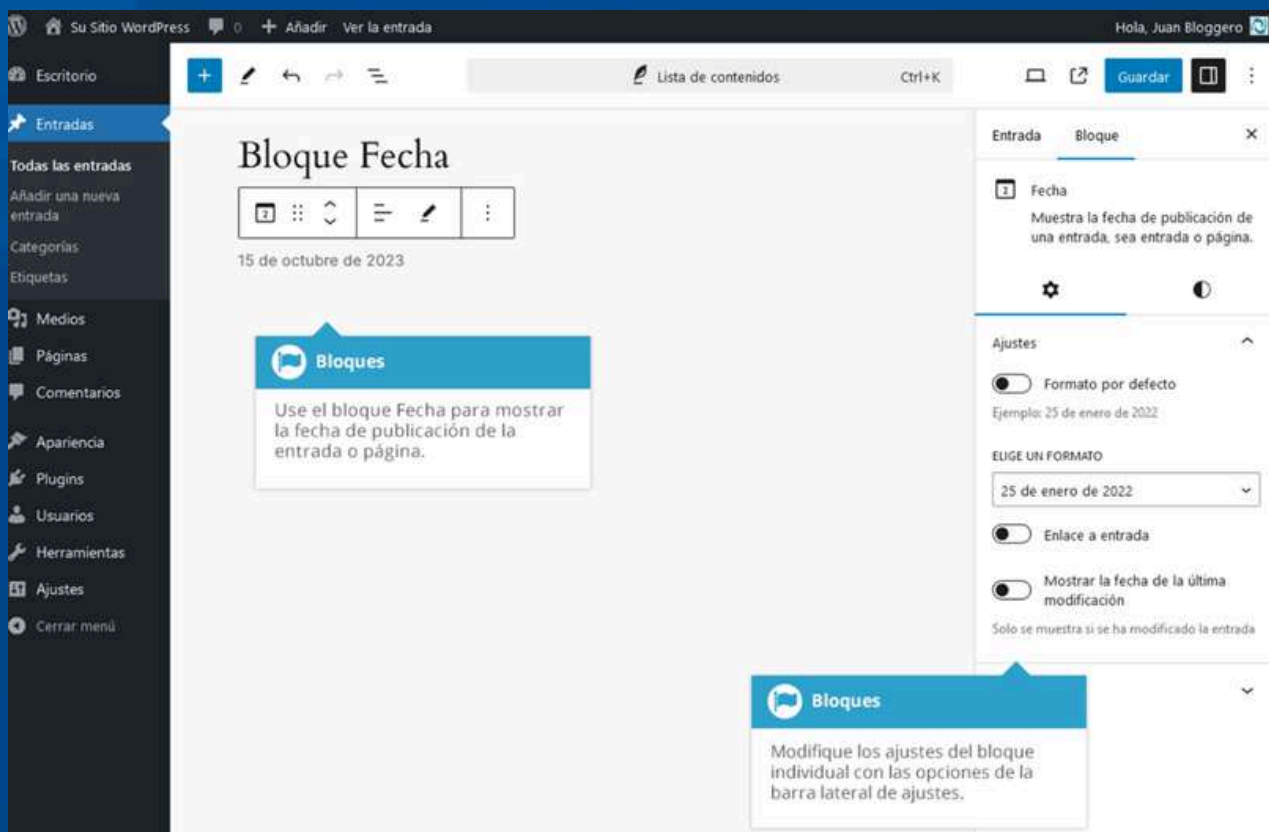 Su Sitio WordPress 0 + Añadir Ver la entrada Hola, Juan Bloggero
Escritorio
Entradas
Todas las entradas
Añadir una nueva
entrada
Categorías
Etiquetas
Medios
Páginas
Comentarios
Apariencia
Plugins
Usuarios
Herramientas
Ajustes
Cerrar menú
Lista de contenidos Ctrl+K
Guardar
Bloque Fecha
15 de octubre de 2023
Bloques
Use el bloque Fecha para mostrar
la fecha de publicación de la
entrada o página.
Entrada Bloque
Fecha
Muestra la fecha de publicación de
una entrada, sea entrada o página.
Ajustes
Formato por defecto
Ejemplo: 25 de enero de 2022
ELIGE UN FORMATO
25 de enero de 2022
Enlace a entrada
Mostrar la fecha de la última
modificación
Solo se muestra si se ha modificado la entrada
Bloques
Modifique los ajustes del bloque
individual con las opciones de la
barra lateral de ajustes.